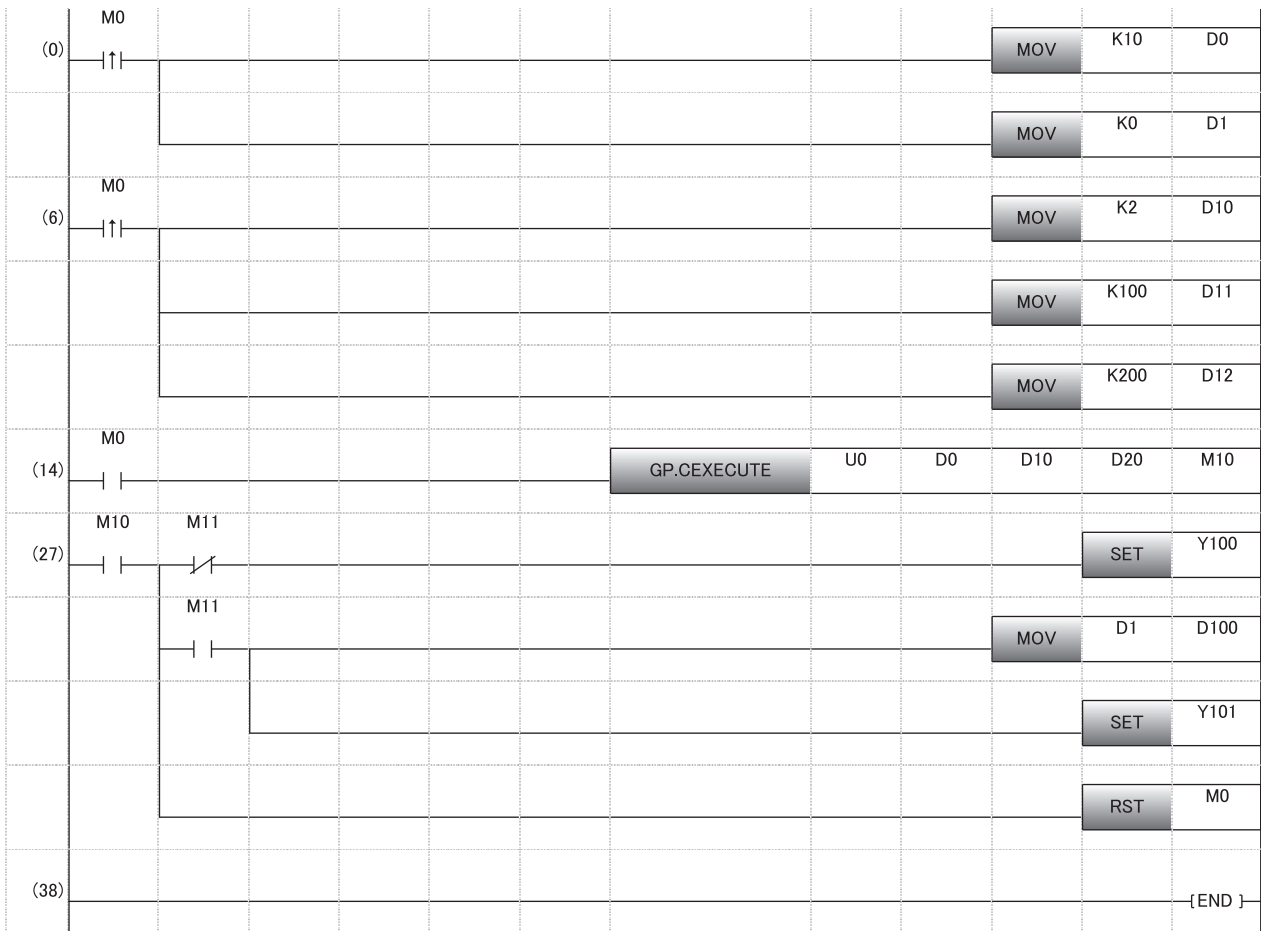 M0
(0) MOV K10 D0
MOV K0 D1
M0
(6) MOV K2 D10
MOV K100 D11
MOV K200 D12
M0
(14) GP.CEXECUTE U0 D0 D10 D20 M10
M10 M11
(27) SET Y100
M11
MOV D1 D100
SET Y101
RST M0
(38) [END]